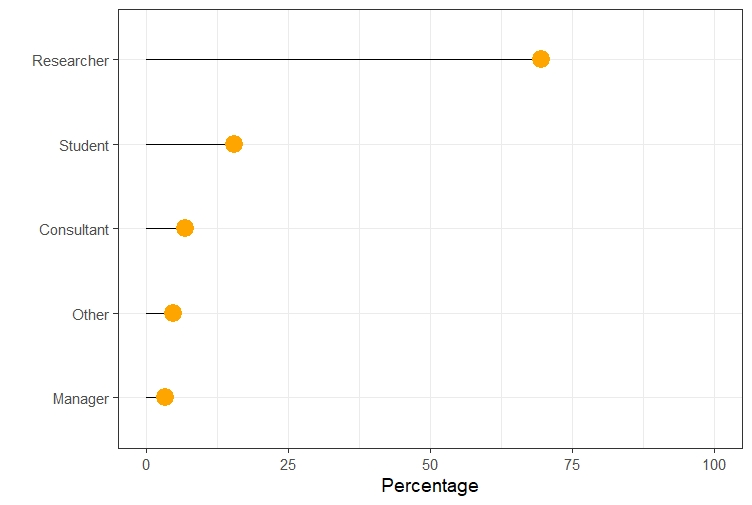 Researcher
Student
Consultant
Other
Manager
0 25 50 75 100
Percentage